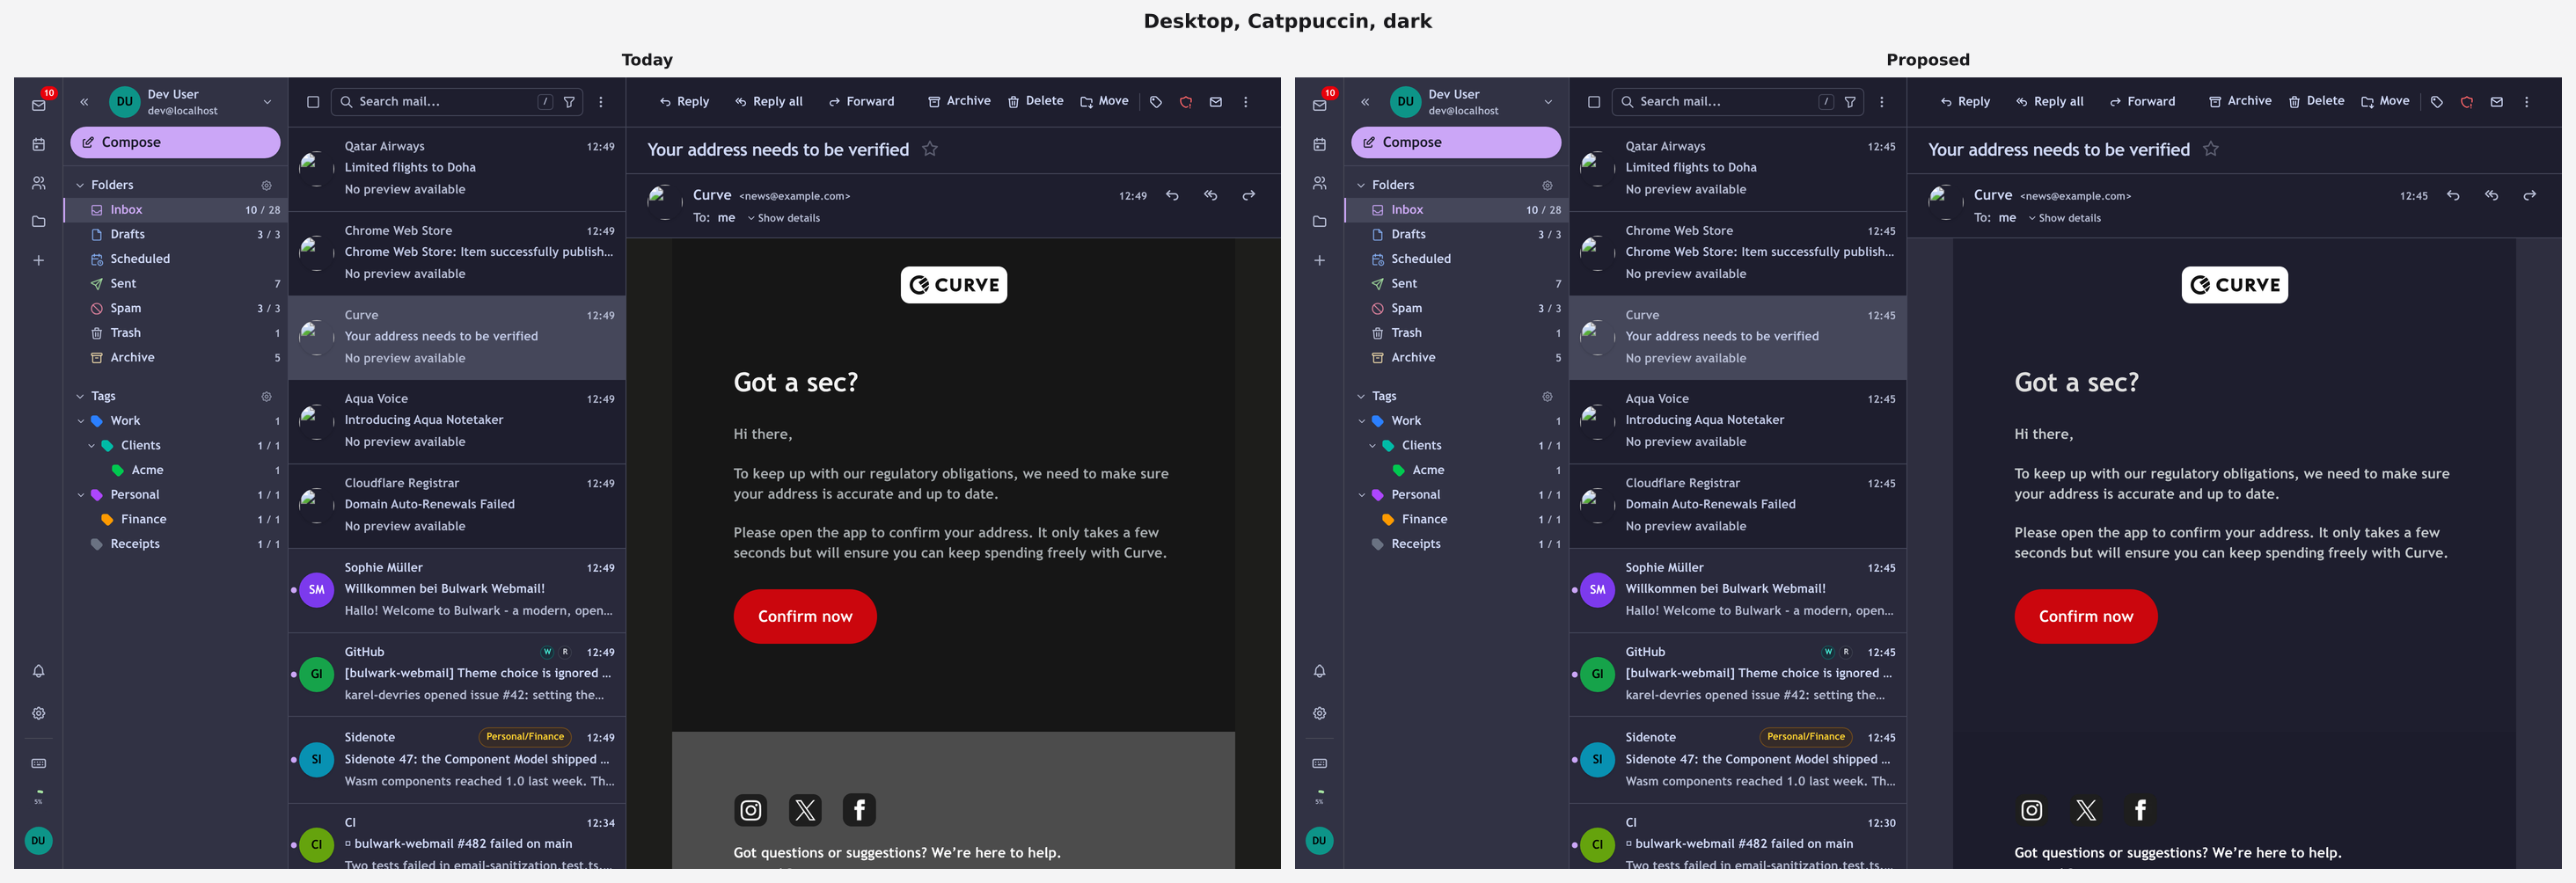 Desktop, Catppuccin, dark
Today
10
Dev User
dev@localhost
Compose
Folders
Inbox 10 / 28
Drafts 3 / 3
Scheduled
Sent 7
Spam 3 / 3
Trash 1
Archive 5
Tags
Work 1
Clients 1 / 1
Acme 1
Personal 1 / 1
Finance 1 / 1
Receipts 1 / 1
5%
DU
DU
Search mail... /
Qatar Airways 12:49
Limited flights to Doha
No preview available
Chrome Web Store 12:49
Chrome Web Store: Item successfully publish...
No preview available
Curve 12:49
Your address needs to be verified
No preview available
Aqua Voice 12:49
Introducing Aqua Notetaker
No preview available
Cloudflare Registrar 12:49
Domain Auto-Renewals Failed
No preview available
SM
Sophie Müller 12:49
Willkommen bei Bulwark Webmail!
Hallo! Welcome to Bulwark - a modern, open...
GI
GitHub W R 12:49
[bulwark-webmail] Theme choice is ignored ...
karel-devries opened issue #42: setting the...
SI
Sidenote Personal/Finance 12:49
Sidenote 47: the Component Model shipped ...
Wasm components reached 1.0 last week. Th...
CI
CI 12:34
bulwark-webmail #482 failed on main
Two tests failed in email-sanitization.test.ts....
Reply Reply all Forward Archive Delete Move
Your address needs to be verified
Curve <news@example.com> 12:49
To: me Show details
CURVE
Got a sec?
Hi there,
To keep up with our regulatory obligations, we need to make sure
your address is accurate and up to date.
Please open the app to confirm your address. It only takes a few
seconds but will ensure you can keep spending freely with Curve.
Confirm now
Got questions or suggestions? We’re here to help.
Proposed
10
Dev User
dev@localhost
Compose
Folders
Inbox 10 / 28
Drafts 3 / 3
Scheduled
Sent 7
Spam 3 / 3
Trash 1
Archive 5
Tags
Work 1
Clients 1 / 1
Acme 1
Personal 1 / 1
Finance 1 / 1
Receipts 1 / 1
5%
DU
DU
Search mail... /
Qatar Airways 12:45
Limited flights to Doha
No preview available
Chrome Web Store 12:45
Chrome Web Store: Item successfully publish...
No preview available
Curve 12:45
Your address needs to be verified
No preview available
Aqua Voice 12:45
Introducing Aqua Notetaker
No preview available
Cloudflare Registrar 12:45
Domain Auto-Renewals Failed
No preview available
SM
Sophie Müller 12:45
Willkommen bei Bulwark Webmail!
Hallo! Welcome to Bulwark - a modern, open...
GI
GitHub W R 12:45
[bulwark-webmail] Theme choice is ignored ...
karel-devries opened issue #42: setting the...
SI
Sidenote Personal/Finance 12:45
Sidenote 47: the Component Model shipped ...
Wasm components reached 1.0 last week. Th...
CI
CI 12:30
bulwark-webmail #482 failed on main
Two tests failed in email-sanitization.test.ts....
Reply Reply all Forward Archive Delete Move
Your address needs to be verified
Curve <news@example.com> 12:45
To: me Show details
CURVE
Got a sec?
Hi there,
To keep up with our regulatory obligations, we need to make sure
your address is accurate and up to date.
Please open the app to confirm your address. It only takes a few
seconds but will ensure you can keep spending freely with Curve.
Confirm now
Got questions or suggestions? We’re here to help.